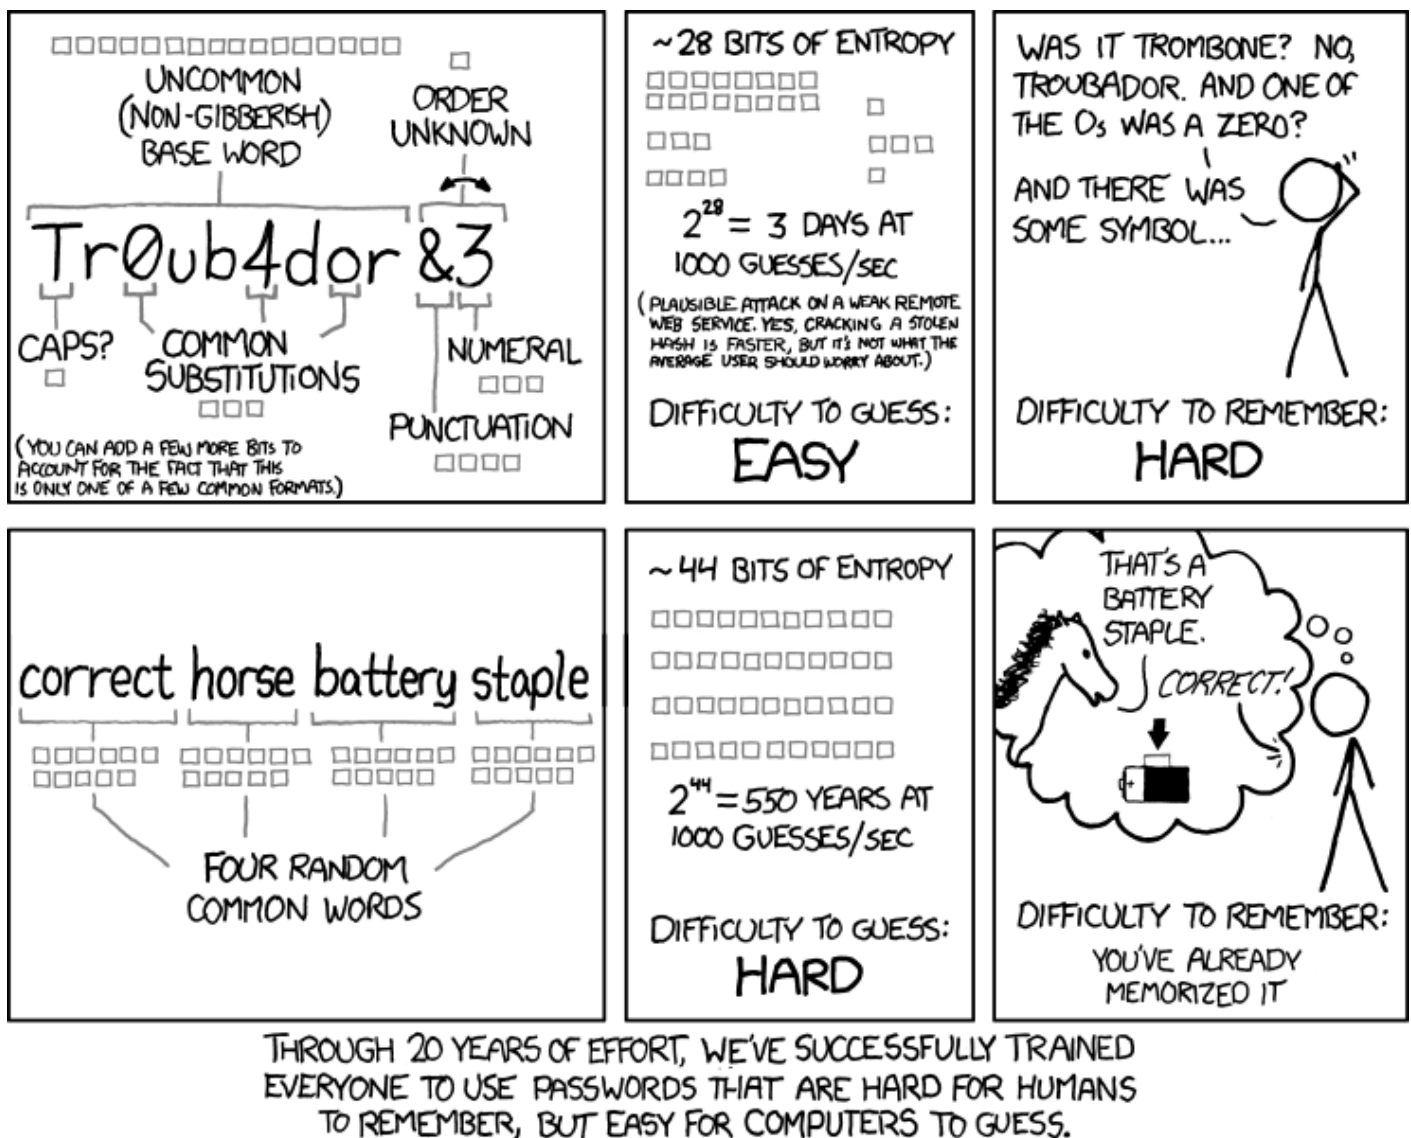 UNCOMMON
(NON-GIBBERISH)
BASE WORD
ORDER
UNKNOWN
Tr0ub4dor &3
CAPS?
COMMON
SUBSTITUTIONS
NUMERAL
PUNCTUATION
(YOU CAN ADD A FEW MORE BITS TO
ACCOUNT FOR THE FACT THAT THIS
IS ONLY ONE OF A FEW COMMON FORMATS.)
~28 BITS OF ENTROPY
2²⁸ = 3 DAYS AT
1000 GUESSES/SEC
(PLAUSIBLE ATTACK ON A WEAK REMOTE
WEB SERVICE. YES, CRACKING A STOLEN
HASH IS FASTER, BUT IT'S NOT WHAT THE
AVERAGE USER SHOULD WORRY ABOUT.)
DIFFICULTY TO GUESS:
EASY
WAS IT TROMBONE? NO,
TROUBADOR. AND ONE OF
THE Os WAS A ZERO?
AND THERE WAS
SOME SYMBOL...
DIFFICULTY TO REMEMBER:
HARD
correct horse battery staple
FOUR RANDOM
COMMON WORDS
~44 BITS OF ENTROPY
2⁴⁴ = 550 YEARS AT
1000 GUESSES/SEC
DIFFICULTY TO GUESS:
HARD
THAT'S A
BATTERY
STAPLE.
CORRECT!
+
DIFFICULTY TO REMEMBER:
YOU'VE ALREADY
MEMORIZED IT
THROUGH 20 YEARS OF EFFORT, WE'VE SUCCESSFULLY TRAINED
EVERYONE TO USE PASSWORDS THAT ARE HARD FOR HUMANS
TO REMEMBER, BUT EASY FOR COMPUTERS TO GUESS.